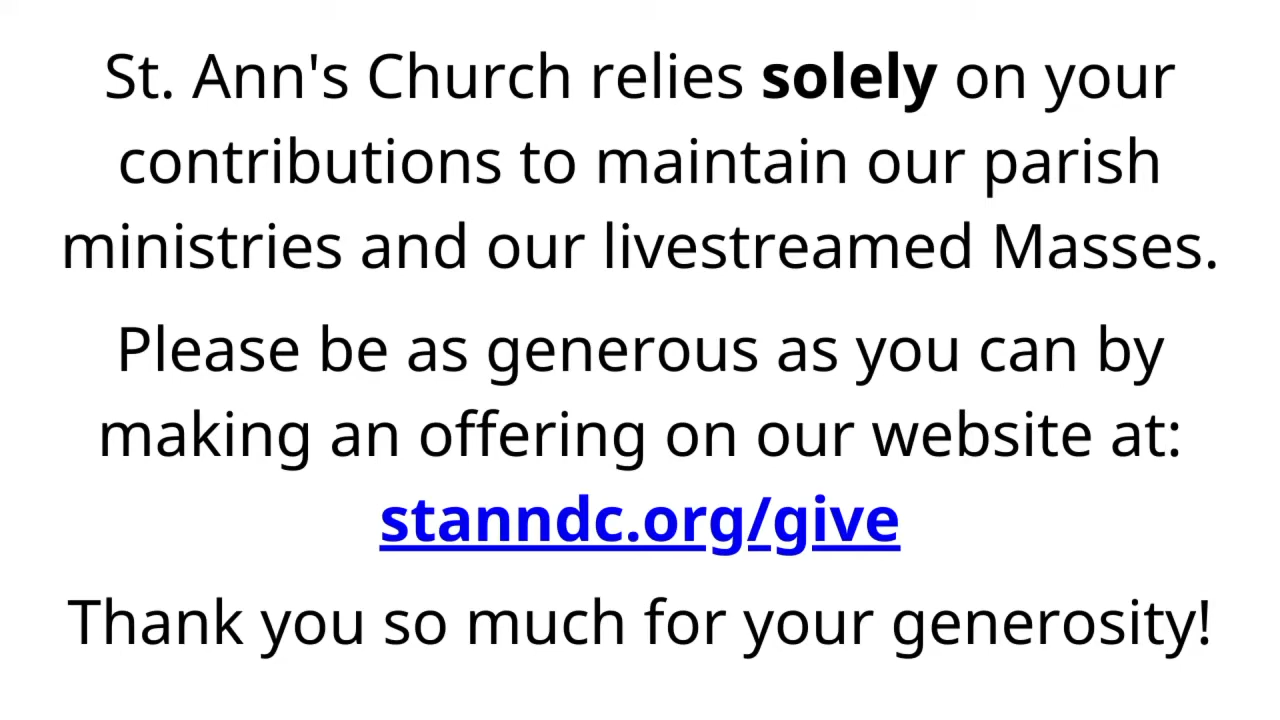 St. Ann's Church relies solely on your
contributions to maintain our parish
ministries and our livestreamed Masses.
Please be as generous as you can by
making an offering on our website at:
stanndc.org/give
Thank you so much for your generosity!